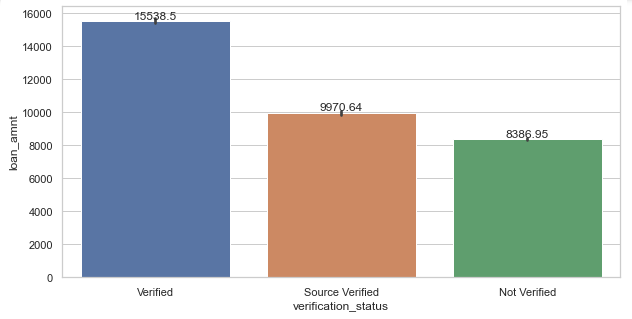 16000
14000
12000
10000
8000
6000
4000
2000
0
loan_amnt
15538.5
9970.64
8386.95
Verified
Source Verified
Not Verified
verification_status